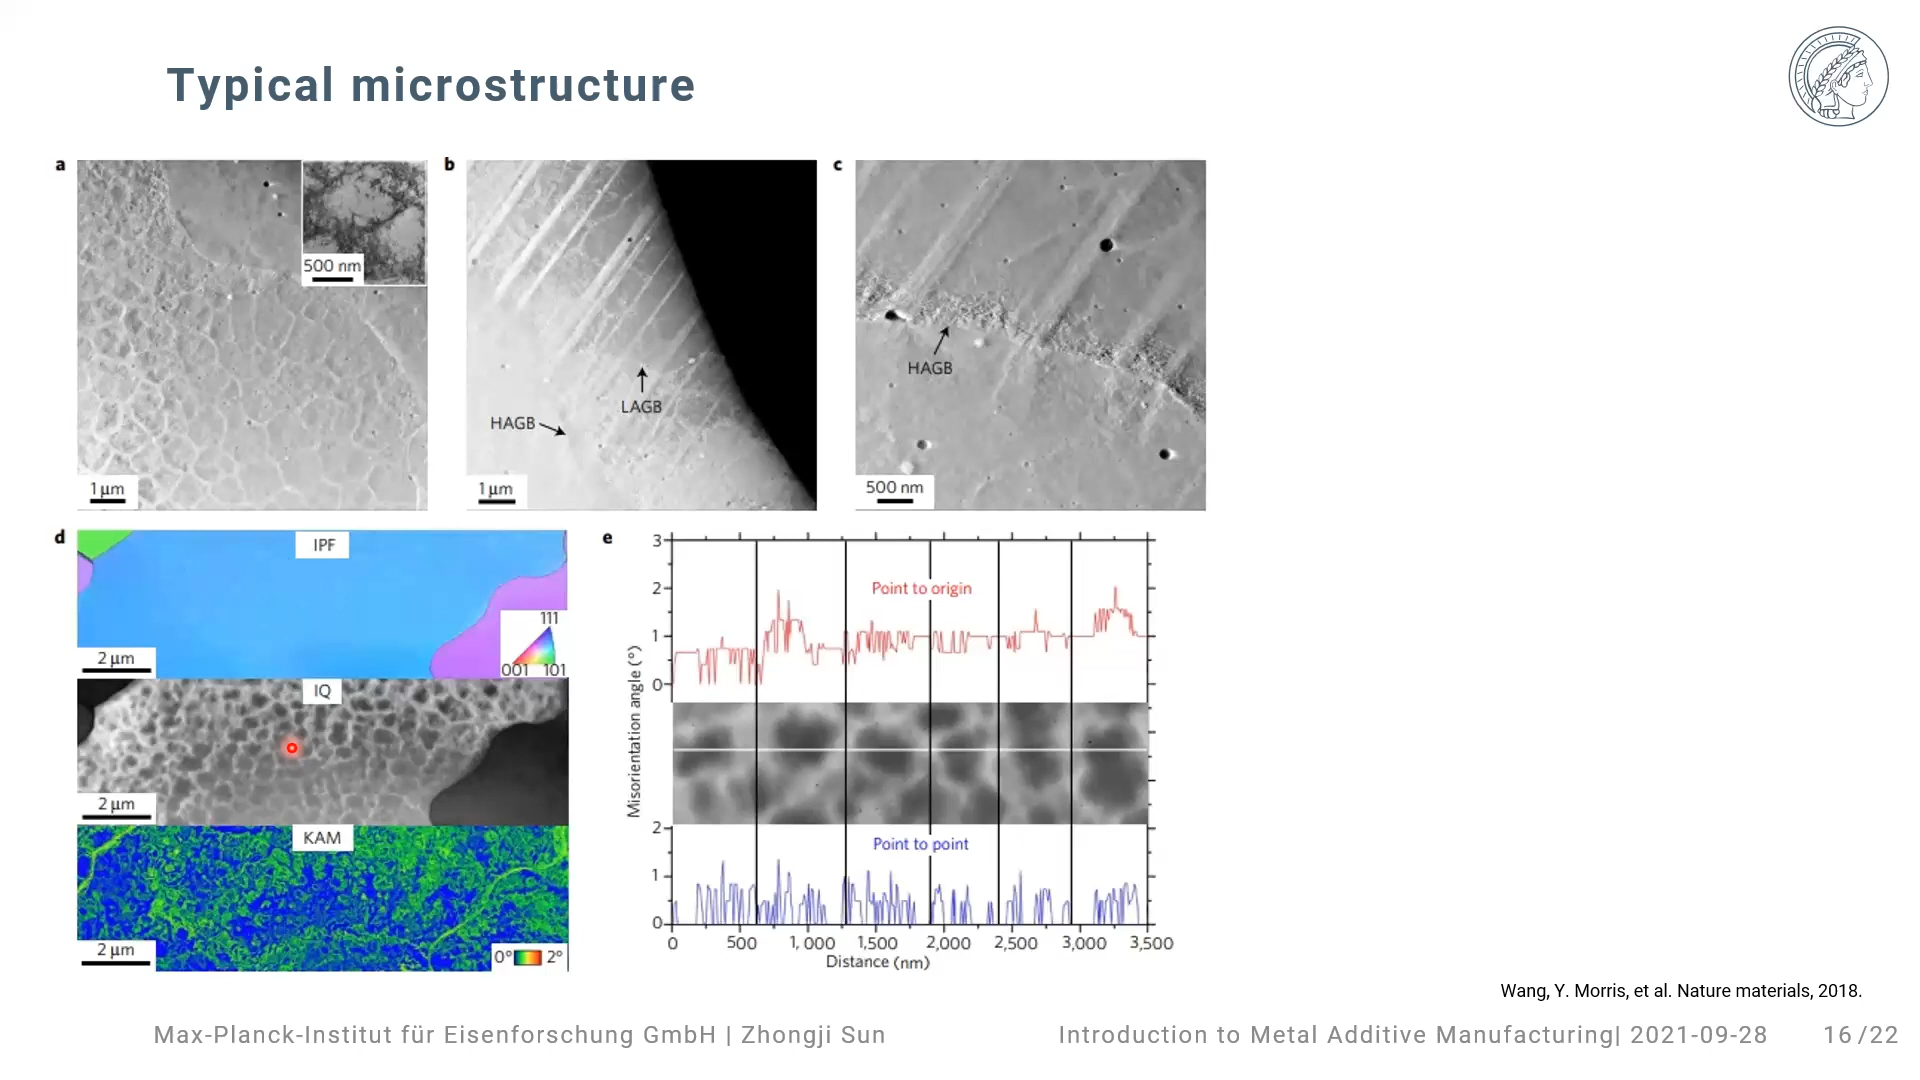 Typical microstructure
a
500 nm
1 µm
b
LAGB
HAGB
1 µm
c
HAGB
500 nm
d
IPF
111
001 101
2 µm
IQ
2 µm
KAM
2 µm
0° 2°
e
3
2
1
0
Point to origin
Misorientation angle (°)
2
1
0
Point to point
0 500 1,000 1,500 2,000 2,500 3,000 3,500
Distance (nm)
Wang, Y. Morris, et al. Nature materials, 2018.
Max-Planck-Institut für Eisenforschung GmbH | Zhongji Sun
Introduction to Metal Additive Manufacturing| 2021-09-28
16/22